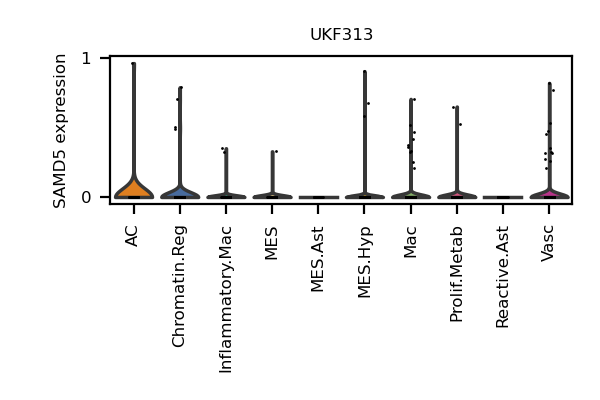 UKF313
SAMD5 expression
1
0
AC
Chromatin.Reg
Inflammatory.Mac
MES
MES.Ast
MES.Hyp
Mac
Prolif.Metab
Reactive.Ast
Vasc